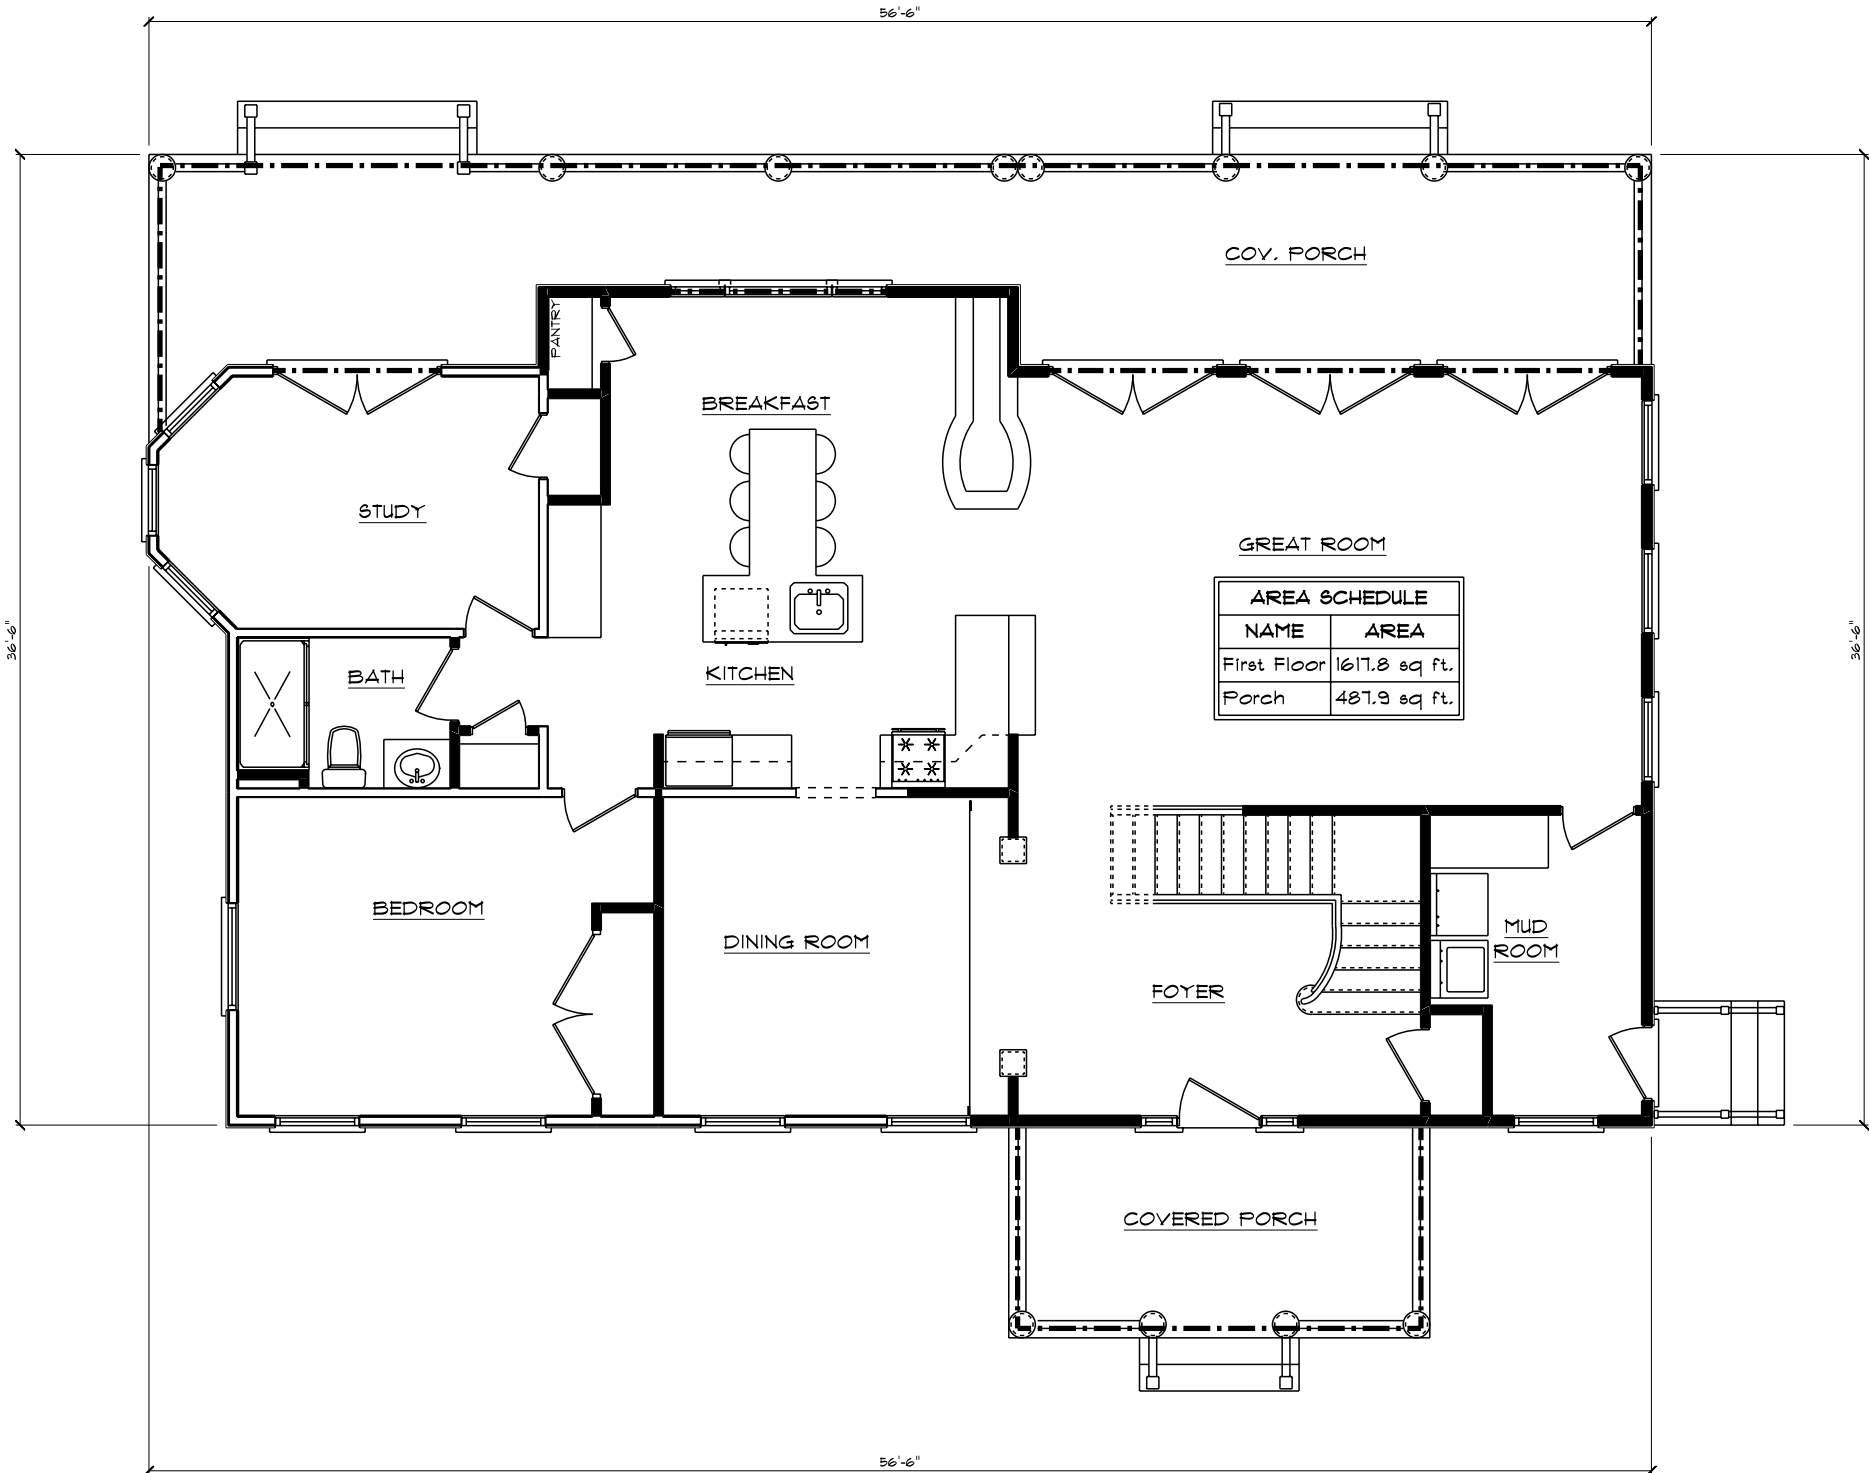 56'-6"
COV. PORCH
PANTRY
BREAKFAST
STUDY
GREAT ROOM
AREA SCHEDULE
NAME AREA
First Floor 1617.8 sq ft.
Porch 487.9 sq ft.
36'-6"
36'-6"
BATH
KITCHEN
BEDROOM
DINING ROOM
MUD
ROOM
FOYER
COVERED PORCH
56'-6"